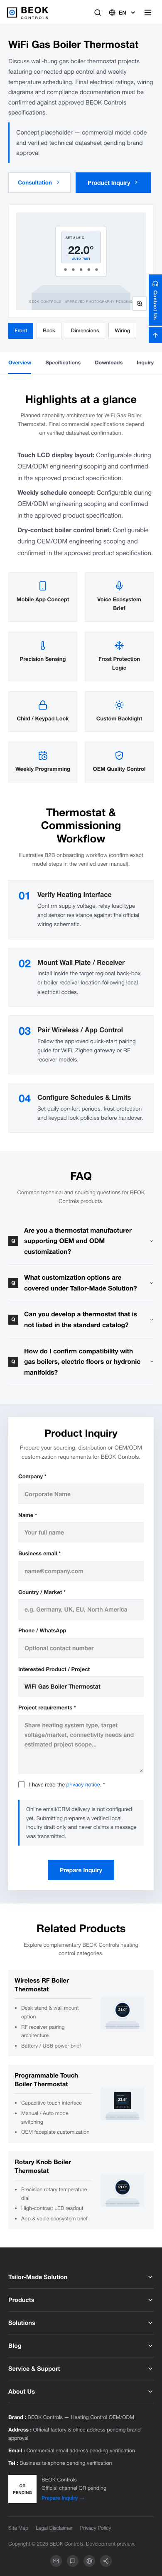 BEOK
CONTROLS
EN
WiFi Gas Boiler Thermostat
Discuss wall-hung gas boiler thermostat projects
involving app connectivity, voice ecosystems and
weekly scheduling. Final electrical ratings, wiring
diagrams and compliance documentation must be
confirmed against approved BEOK Controls
specifications.
Concept placeholder — commercial model code
and verified technical datasheet pending brand
approval
Consultation
Product Inquiry
SET 21.0°C
22.0°
AUTO · WIFI
BEOK CONTROLS · APPROVED PHOTOGRAPHY PENDING
Contact Us
Front
Back
Dimensions
Wiring
Overview
Specifications
Downloads
Inquiry
Highlights at a glance
Planned capability architecture for WiFi Gas Boiler
Thermostat. Final commercial specifications depend
on verified datasheet confirmation.
Touch LCD display layout: Configurable during
OEM/ODM engineering scoping and confirmed
in the approved product specification.
Weekly schedule concept: Configurable during
OEM/ODM engineering scoping and confirmed
in the approved product specification.
Dry-contact boiler control brief: Configurable
during OEM/ODM engineering scoping and
confirmed in the approved product specification.
Mobile App Concept
Voice Ecosystem
Brief
Precision Sensing
Frost Protection
Logic
Child / Keypad Lock
Custom Backlight
Weekly Programming
OEM Quality Control
Thermostat &
Commissioning
Workflow
Illustrative B2B onboarding workflow (confirm exact
model steps in the verified user manual).
01
Verify Heating Interface
Confirm supply voltage, relay load type
and sensor resistance against the official
wiring schematic.
02
Mount Wall Plate / Receiver
Install the target regional back-box
or boiler receiver location following local
electrical codes.
03
Pair Wireless / App Control
Follow the approved quick-start pairing
guide for WiFi, Zigbee gateway or RF
receiver models.
04
Configure Schedules & Limits
Set daily comfort periods, frost protection
and keypad lock policies before handover.
FAQ
Common technical and sourcing questions for BEOK
Controls products.
Q
Are you a thermostat manufacturer
supporting OEM and ODM
customization?
Q
What customization options are
covered under Tailor-Made Solution?
Q
Can you develop a thermostat that is
not listed in the standard catalog?
Q
How do I confirm compatibility with
gas boilers, electric floors or hydronic
manifolds?
Product Inquiry
Prepare your sourcing, distribution or OEM/ODM
customization requirements for BEOK Controls.
Company *
Corporate Name
Name *
Your full name
Business email *
name@company.com
Country / Market *
e.g. Germany, UK, EU, North America
Phone / WhatsApp
Optional contact number
Interested Product / Project
WiFi Gas Boiler Thermostat
Project requirements *
Share heating system type, target
voltage/market, connectivity needs and
estimated project scope...
I have read the privacy notice. *
Online email/CRM delivery is not configured
yet. Submitting prepares a verified local
inquiry draft only and never claims a message
was transmitted.
Prepare Inquiry
Related Products
Explore complementary BEOK Controls heating
control categories.
Wireless RF Boiler
Thermostat
Desk stand & wall mount
option
RF receiver pairing
architecture
Battery / USB power brief
21.0°
Programmable Touch
Boiler Thermostat
Capacitive touch interface
Manual / Auto mode
switching
OEM faceplate customization
Rotary Knob Boiler
Thermostat
Precision rotary temperature
dial
High-contrast LED readout
App & voice ecosystem brief
21.0°
Tailor-Made Solution
Products
Solutions
Blog
Service & Support
About Us
Brand : BEOK Controls — Heating Control OEM/ODM
Address : Official factory & office address pending brand
approval
Email : Commercial email address pending verification
Tel : Business telephone pending verification
QR
PENDING
BEOK Controls
Official channel QR pending
Prepare Inquiry →
Site Map
Legal Disclaimer
Privacy Policy
Copyright © 2026 BEOK Controls. Development preview.